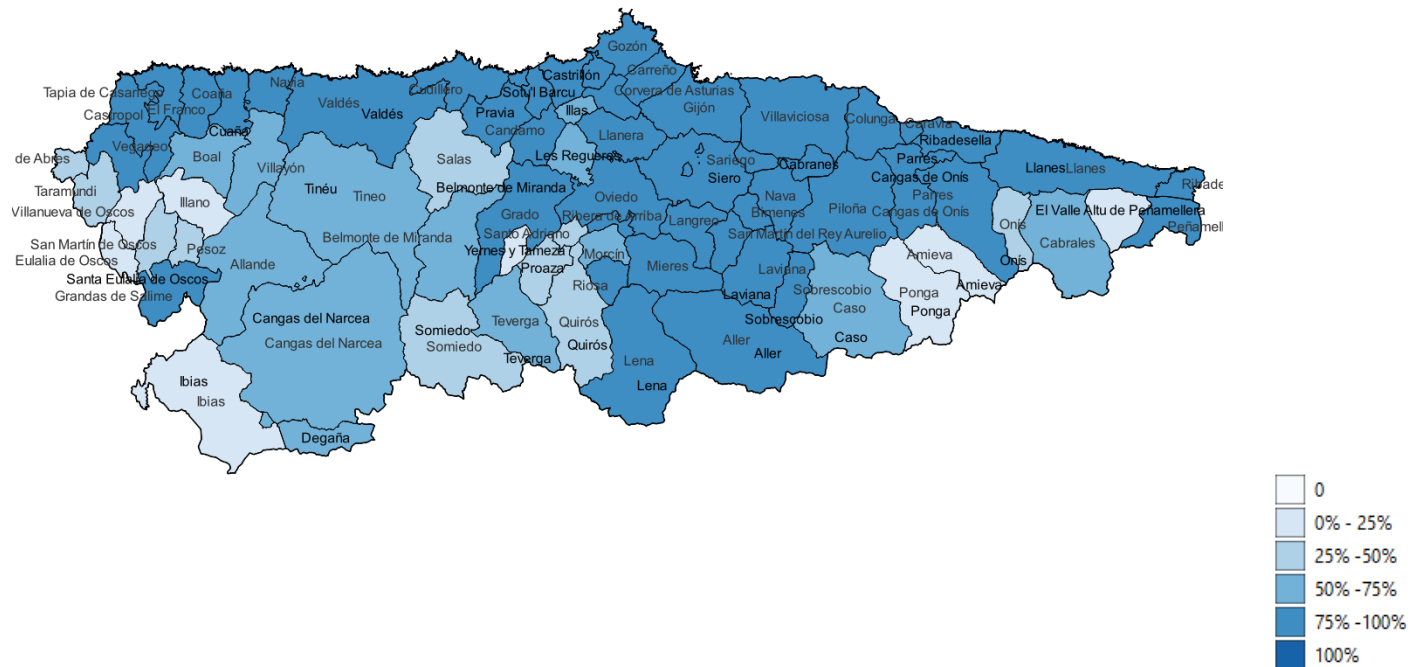 Gozón
Carreño
Castrillón
Corvera de Asturias
Gijón
Navia
Coaña
Tapia de Casariego
El Franco
Castropol
Cudillero
Sotu'l Barcu
Valdés
Valdés
Pravia
Illas
Candamo
Villaviciosa
Colunga
Caravia
Ribadesella
Cuaña
Vegadeo
Llanera
Les Regueres
Sariego
Siero
Cabranes
Parres
Cangas de Onís
Llanes
Llanes
Ribade
de Abres
Boal
Villayón
Salas
Tinéu
Tineo
Belmonte de Miranda
Oviedo
Nava
Bimenes
Piloña
Parres
Cangas de Onís
El Valle Altu de Peñamellera
Peñamell
Taramundi
Villanueva de Oscos
Illano
Grado
Ribera de Arriba
Langreo
San Martín del Rey Aurelio
Onís
Cabrales
Santo Adriano
Belmonte de Miranda
San Martín de Oscos
Pesoz
Eulalia de Oscos
Allande
Yernes y Tameza
Proaza
Morcín
Mieres
Laviana
Amieva
Onís
Santa Eulalia de Oscos
Grandas de Salime
Riosa
Laviana
Sobrescobio
Caso
Ponga
Amieva
Ponga
Cangas del Narcea
Cangas del Narcea
Somiedo
Somiedo
Teverga
Quirós
Quirós
Teverga
Sobrescobio
Caso
Aller
Aller
Lena
Lena
Ibias
Ibias
Degaña
0
0% - 25%
25% -50%
50% -75%
75% -100%
100%